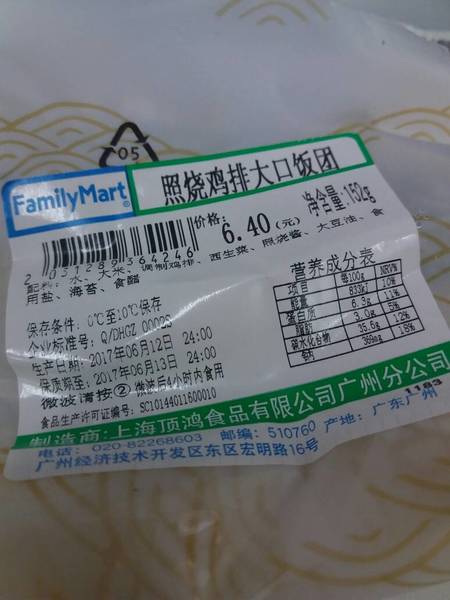 05
FamilyMart
照烧鸡排大口饭团
2 031289 364246
价格: 6.40 (元) 净含量:152g
配料: 水、大米、调制鸡排、西生菜、照烧酱、大豆油、食
用盐、海苔、食醋
保存条件: 0℃至10℃保存
企业标准号: Q/DHCZ 0002S
生产日期: 2017年06月12日 24:00
保质期至: 2017年06月13日 24:00
微波请按② 微波后4小时内食用
食品生产许可证编号: SC10144011600010
营养成分表
项目 每100g NRV%
能量 833KJ 10%
蛋白质 6.3g 11%
脂肪 3.0g 5%
碳水化合物 35.6g 12%
钠 369mg 18%
制造商:上海顶鸿食品有限公司广州分公司
1183
电话: 020-82268603 邮编: 510760 产地: 广东广州
广州经济技术开发区东区宏明路16号